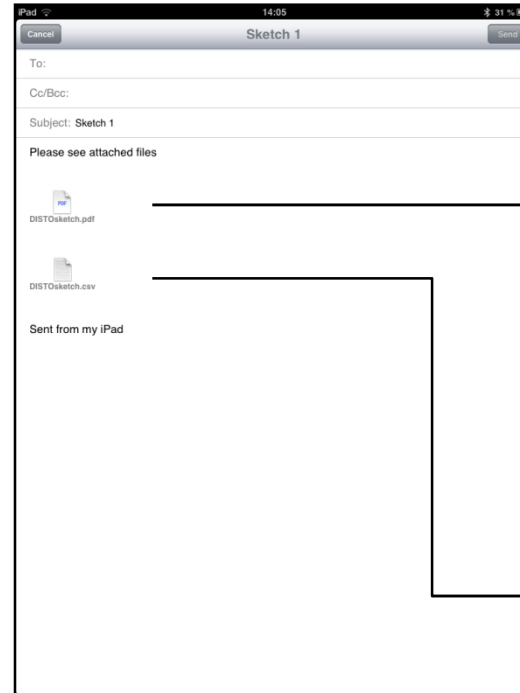 iPad 14:05 31 %
Cancel Sketch 1 Send
To:
Cc/Bcc:
Subject: Sketch 1
Please see attached files
PDF
DISTOsketch.pdf
DISTOsketch.csv
Sent from my iPad